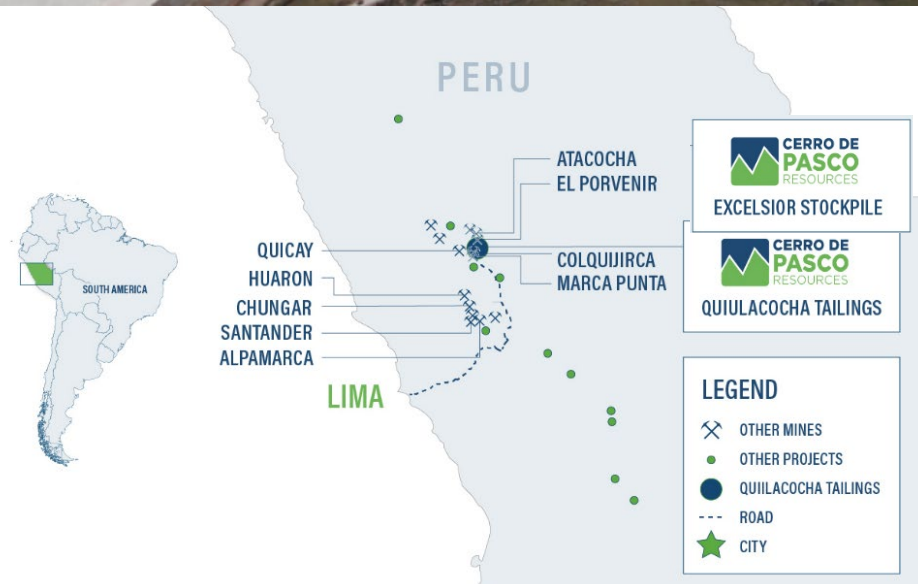 PERU
ATACOCHA
EL PORVENIR
CERRO DE
PASCO
RESOURCES
EXCELSIOR STOCKPILE
QUICAY
HUARON
CHUNGAR
SANTANDER
ALPAMARCA
COLQUIJIRCA
MARCA PUNTA
CERRO DE
PASCO
RESOURCES
QUIULACOCHA TAILINGS
SOUTH AMERICA
LIMA
LEGEND
OTHER MINES
OTHER PROJECTS
QUIILACOCHA TAILINGS
ROAD
CITY